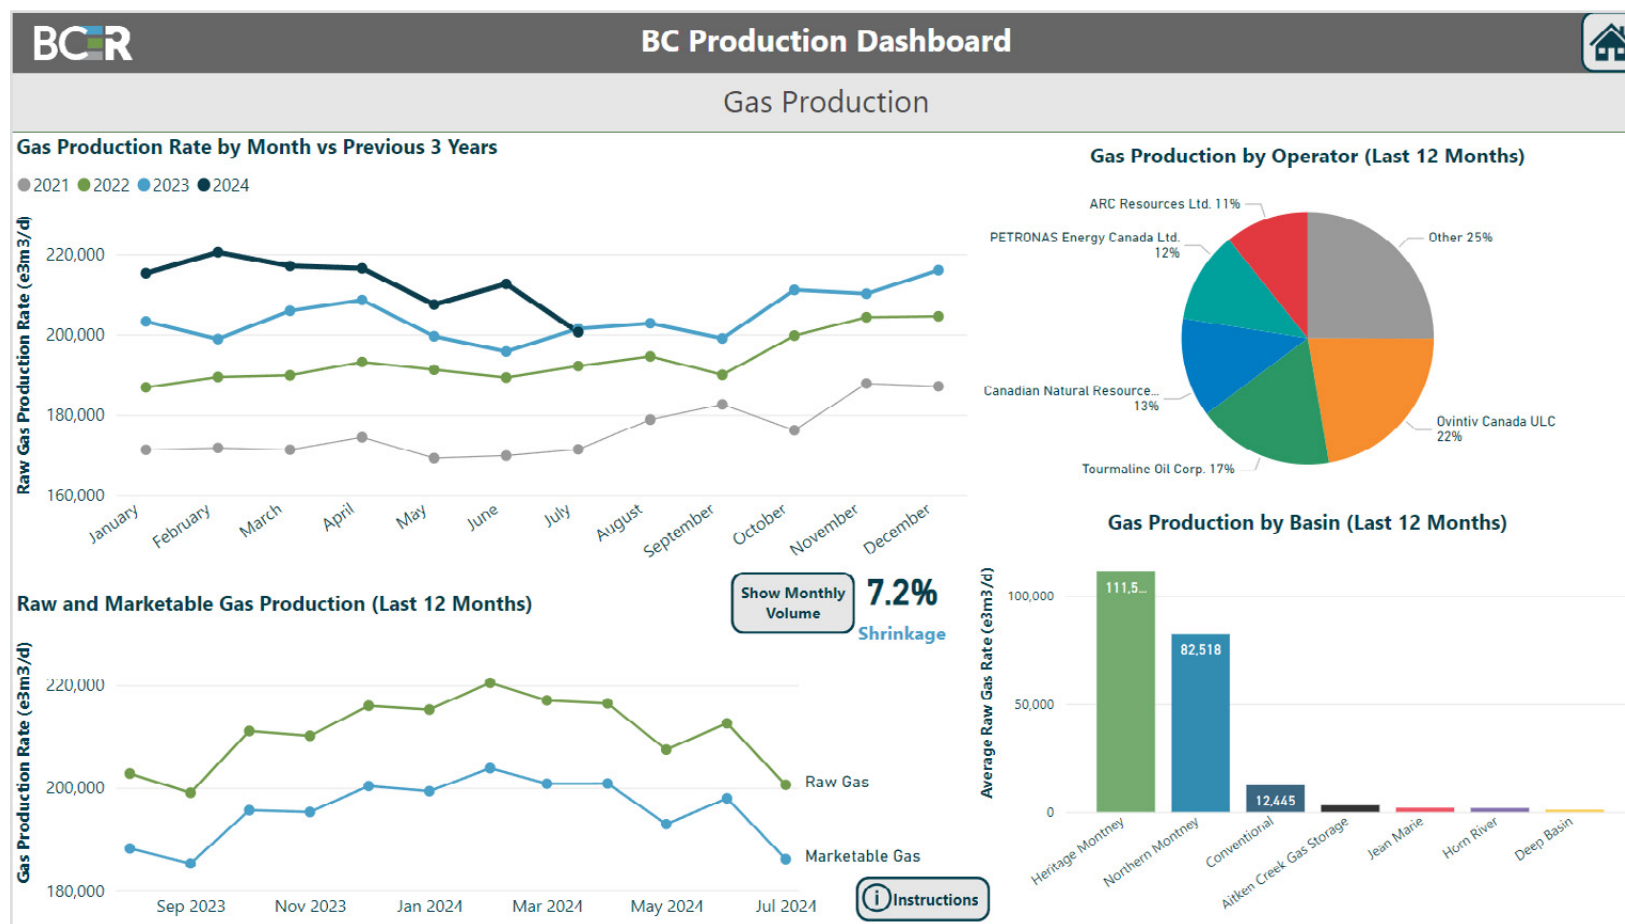 BCER
BC Production Dashboard
Gas Production
Gas Production Rate by Month vs Previous 3 Years
2021 2022 2023 2024
Raw Gas Production Rate (e3m3/d)
220,000
200,000
180,000
160,000
January
February
March
April
May
June
July
August
September
October
November
December
Gas Production by Operator (Last 12 Months)
ARC Resources Ltd. 11%
PETRONAS Energy Canada Ltd.
12%
Other 25%
Canadian Natural Resource...
13%
Ovintiv Canada ULC
22%
Tourmaline Oil Corp. 17%
Raw and Marketable Gas Production (Last 12 Months)
Show Monthly
Volume
7.2%
Shrinkage
Gas Production Rate (e3m3/d)
220,000
200,000
180,000
Raw Gas
Marketable Gas
Sep 2023
Nov 2023
Jan 2024
Mar 2024
May 2024
Jul 2024
Instructions
Gas Production by Basin (Last 12 Months)
Average Raw Gas Rate (e3m3/d)
100,000
50,000
0
111,5...
82,518
12,445
Heritage Montney
Northern Montney
Conventional
Aitken Creek Gas Storage
Jean Marie
Horn River
Deep Basin